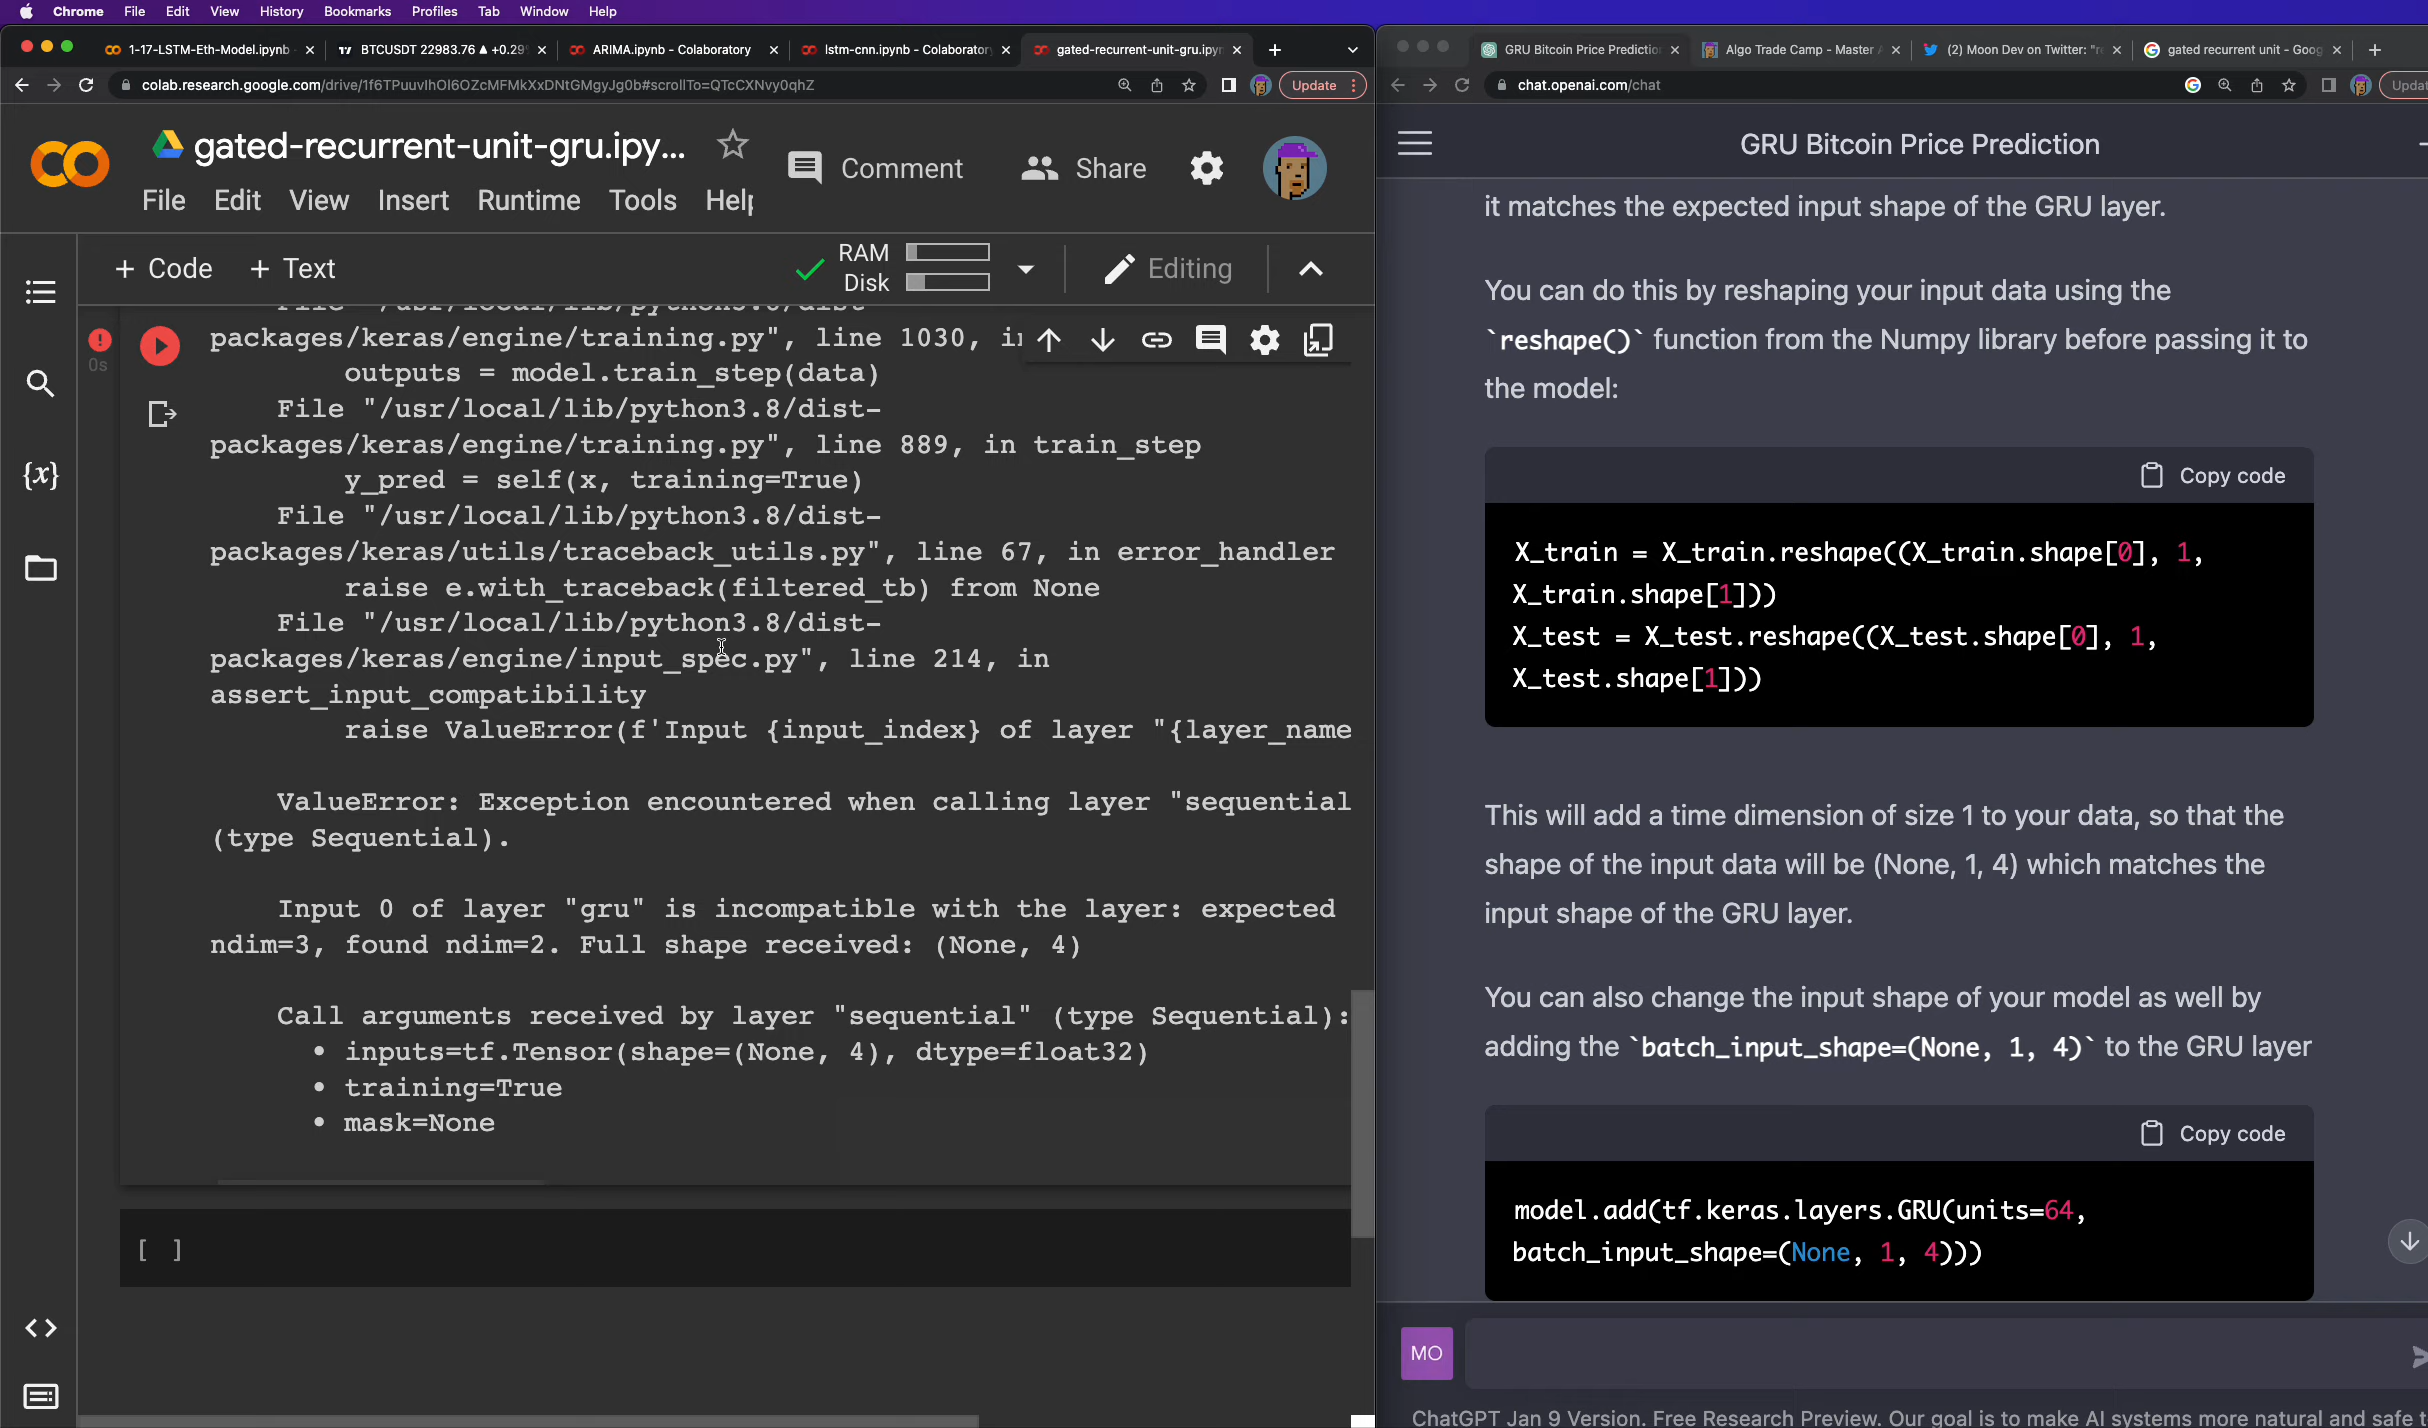 Chrome File Edit View History Bookmarks Profiles Tab Window Help
1-17-LSTM-Eth-Model.ipynb BTCUSDT 22983.76 ▲ +0.29 ARIMA.ipynb - Colaboratory lstm-cnn.ipynb - Colaborator gated-recurrent-unit-gru.ipyn
colab.research.google.com/drive/1f6TPuuvIhOl6OZcMFMkXxDNtGMgyJg0b#scrollTo=QTcCXNvy0qhZ Update
gated-recurrent-unit-gru.ipy...
Comment Share
File Edit View Insert Runtime Tools Help
+ Code + Text RAM Disk Editing
packages/keras/engine/training.py", line 1030, in
outputs = model.train_step(data)
File "/usr/local/lib/python3.8/dist-
packages/keras/engine/training.py", line 889, in train_step
y_pred = self(x, training=True)
File "/usr/local/lib/python3.8/dist-
packages/keras/utils/traceback_utils.py", line 67, in error_handler
raise e.with_traceback(filtered_tb) from None
File "/usr/local/lib/python3.8/dist-
packages/keras/engine/input_spec.py", line 214, in
assert_input_compatibility
raise ValueError(f'Input {input_index} of layer "{layer_name
ValueError: Exception encountered when calling layer "sequential
(type Sequential).
Input 0 of layer "gru" is incompatible with the layer: expected
ndim=3, found ndim=2. Full shape received: (None, 4)
Call arguments received by layer "sequential" (type Sequential):
• inputs=tf.Tensor(shape=(None, 4), dtype=float32)
• training=True
• mask=None
0s
{x}
[ ]
GRU Bitcoin Price Predictio Algo Trade Camp - Master (2) Moon Dev on Twitter: "r gated recurrent unit - Goog
chat.openai.com/chat Updat
GRU Bitcoin Price Prediction
it matches the expected input shape of the GRU layer.
You can do this by reshaping your input data using the
`reshape()` function from the Numpy library before passing it to
the model:
Copy code
X_train = X_train.reshape((X_train.shape[0], 1,
X_train.shape[1]))
X_test = X_test.reshape((X_test.shape[0], 1,
X_test.shape[1]))
This will add a time dimension of size 1 to your data, so that the
shape of the input data will be (None, 1, 4) which matches the
input shape of the GRU layer.
You can also change the input shape of your model as well by
adding the `batch_input_shape=(None, 1, 4)` to the GRU layer
Copy code
model.add(tf.keras.layers.GRU(units=64,
batch_input_shape=(None, 1, 4)))
MO
ChatGPT Jan 9 Version. Free Research Preview. Our goal is to make AI systems more natural and safe t